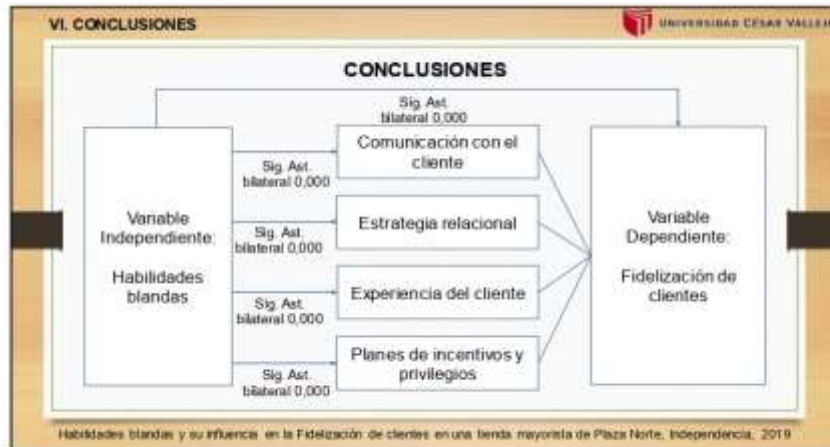 VI. CONCLUSIONES
UNIVERSIDAD CÉSAR VALLEJO
CONCLUSIONES
Sig. Ast.
bilateral 0,000
Variable
Independiente:
Habilidades
blandas
Sig. Ast.
bilateral 0,000
Sig. Ast.
bilateral 0,000
Sig. Ast.
bilateral 0,000
Sig. Ast.
bilateral 0,000
Comunicación con el
cliente
Estrategia relacional
Experiencia del cliente
Planes de incentivos y
privilegios
Variable
Dependiente:
Fidelización de
clientes
Habilidades blandas y su influencia en la Fidelización de clientes en una tienda mayorista de Plaza Norte, Independencia, 2019